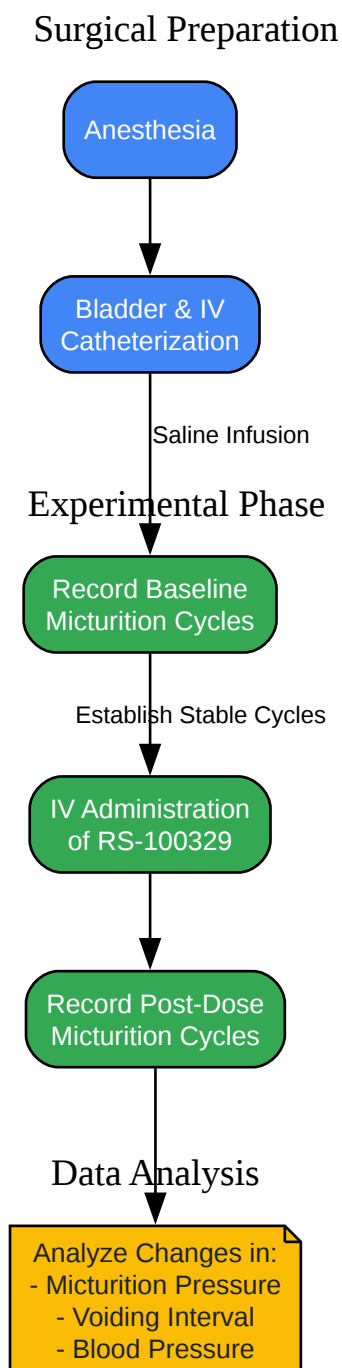 Surgical Preparation
Anesthesia
Bladder & IV
Catheterization
Saline Infusion
Experimental Phase
Record Baseline
Micturition Cycles
Establish Stable Cycles
IV Administration
of RS-100329
Record Post-Dose
Micturition Cycles
Data Analysis
Analyze Changes in:
- Micturition Pressure
- Voiding Interval
- Blood Pressure